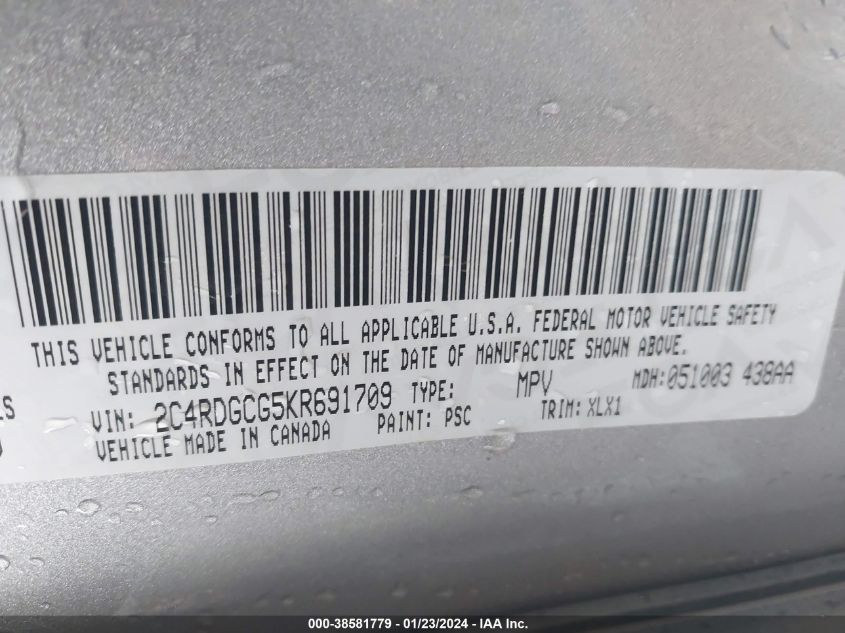 THIS VEHICLE CONFORMS TO ALL APPLICABLE U.S.A. FEDERAL MOTOR VEHICLE SAFETY
STANDARDS IN EFFECT ON THE DATE OF MANUFACTURE SHOWN ABOVE.
LS VIN: 2C4RDGCG5KR691709 TYPE: MPV MDH: 051003 438AA
VEHICLE MADE IN CANADA PAINT: PSC TRIM: XLX1
000-38581779 - 01/23/2024 - IAA Inc.